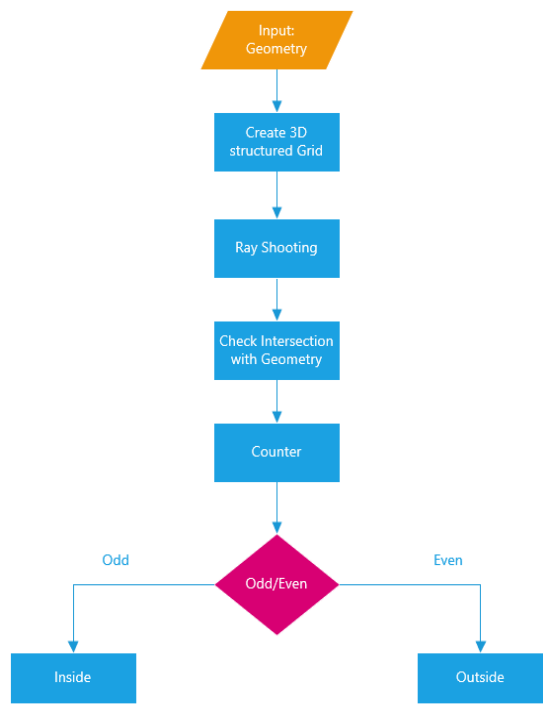 Input:
Geometry
Create 3D
structured Grid
Ray Shooting
Check Intersection
with Geometry
Counter
Odd
Even
Odd/Even
Inside
Outside